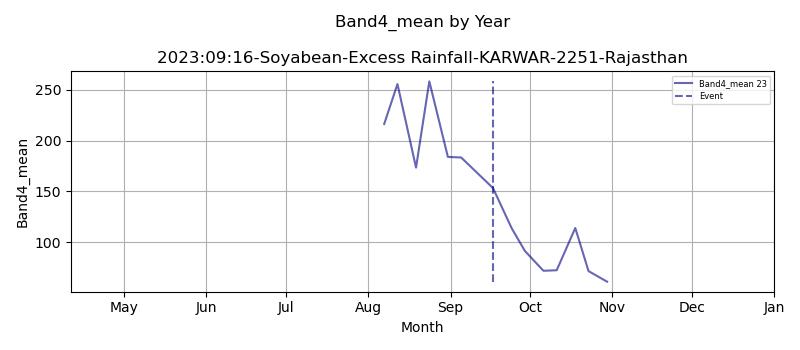 Band4_mean by Year
2023:09:16-Soyabean-Excess Rainfall-KARWAR-2251-Rajasthan
Band4_mean 23
Event
250
200
150
100
Band4_mean
May Jun Jul Aug Sep Oct Nov Dec Jan
Month